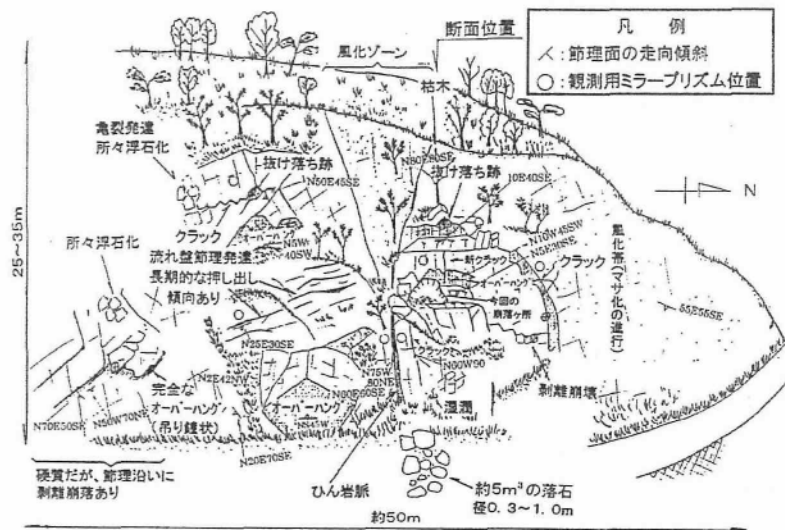 凡 例
⼈:節理面の走向傾斜
○:観測用ミラープリズム位置
断面位置
風化ゾーン
枯木
亀裂発達
所々浮石化
抜け落ち跡
N50E45SE
N80E80SE
抜け落ち跡
10E40SE
N
25~35m
クラック
オーバーハング
N5W
40SW
N10W45SW
N5E30SE
クラック
所々浮石化
流れ盤節理発達
長期的な押し出し
傾向あり
新クラック
オーバーハング
今回の
崩落ヶ所
風化帯(マサ化の進行)
55E55SE
N25E30SE
クラック
N75W
80NE
N60W90
完全な
オーバーハング
(吊り鐘状)
N2E42NW
N60E60SE
オーバーハング
湿潤
剥離崩壊
N70E50SE
N50W70NE
N20E70SE
硬質だが、節理沿いに
剥離崩落あり
ひん岩脈
約5m³の落石
径0.3~1.0m
約50m